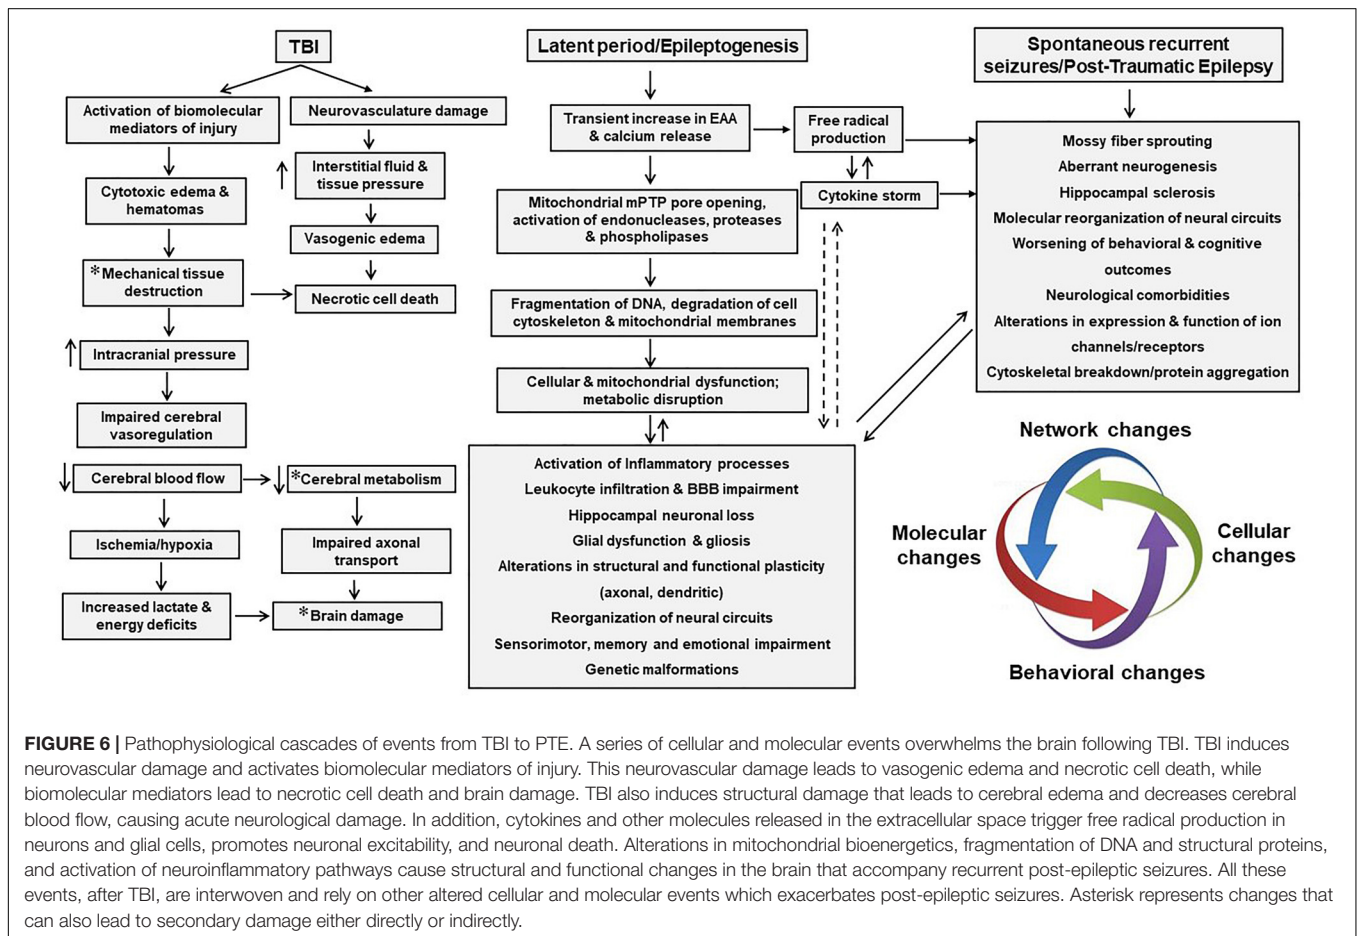 TBI
Activation of biomolecular
mediators of injury
Neurovasculature damage
Cytotoxic edema &
hematomas
Interstitial fluid &
tissue pressure
Vasogenic edema
*Mechanical tissue
destruction
Necrotic cell death
Intracranial pressure
Impaired cerebral
vasoregulation
Cerebral blood flow
*Cerebral metabolism
Ischemia/hypoxia
Impaired axonal
transport
Increased lactate &
energy deficits
*Brain damage
Latent period/Epileptogenesis
Transient increase in EAA
& calcium release
Free radical
production
Cytokine storm
Mitochondrial mPTP pore opening,
activation of endonucleases, proteases
& phospholipases
Fragmentation of DNA, degradation of cell
cytoskeleton & mitochondrial membranes
Cellular & mitochondrial dysfunction;
metabolic disruption
Activation of Inflammatory processes
Leukocyte infiltration & BBB impairment
Hippocampal neuronal loss
Glial dysfunction & gliosis
Alterations in structural and functional plasticity
(axonal, dendritic)
Reorganization of neural circuits
Sensorimotor, memory and emotional impairment
Genetic malformations
Spontaneous recurrent
seizures/Post-Traumatic Epilepsy
Mossy fiber sprouting
Aberrant neurogenesis
Hippocampal sclerosis
Molecular reorganization of neural circuits
Worsening of behavioral & cognitive
outcomes
Neurological comorbidities
Alterations in expression & function of ion
channels/receptors
Cytoskeletal breakdown/protein aggregation
Network changes
Molecular
changes
Cellular
changes
Behavioral changes
FIGURE 6 | Pathophysiological cascades of events from TBI to PTE. A series of cellular and molecular events overwhelms the brain following TBI. TBI induces
neurovascular damage and activates biomolecular mediators of injury. This neurovascular damage leads to vasogenic edema and necrotic cell death, while
biomolecular mediators lead to necrotic cell death and brain damage. TBI also induces structural damage that leads to cerebral edema and decreases cerebral
blood flow, causing acute neurological damage. In addition, cytokines and other molecules released in the extracellular space trigger free radical production in
neurons and glial cells, promotes neuronal excitability, and neuronal death. Alterations in mitochondrial bioenergetics, fragmentation of DNA and structural proteins,
and activation of neuroinflammatory pathways cause structural and functional changes in the brain that accompany recurrent post-epileptic seizures. All these
events, after TBI, are interwoven and rely on other altered cellular and molecular events which exacerbates post-epileptic seizures. Asterisk represents changes that
can also lead to secondary damage either directly or indirectly.